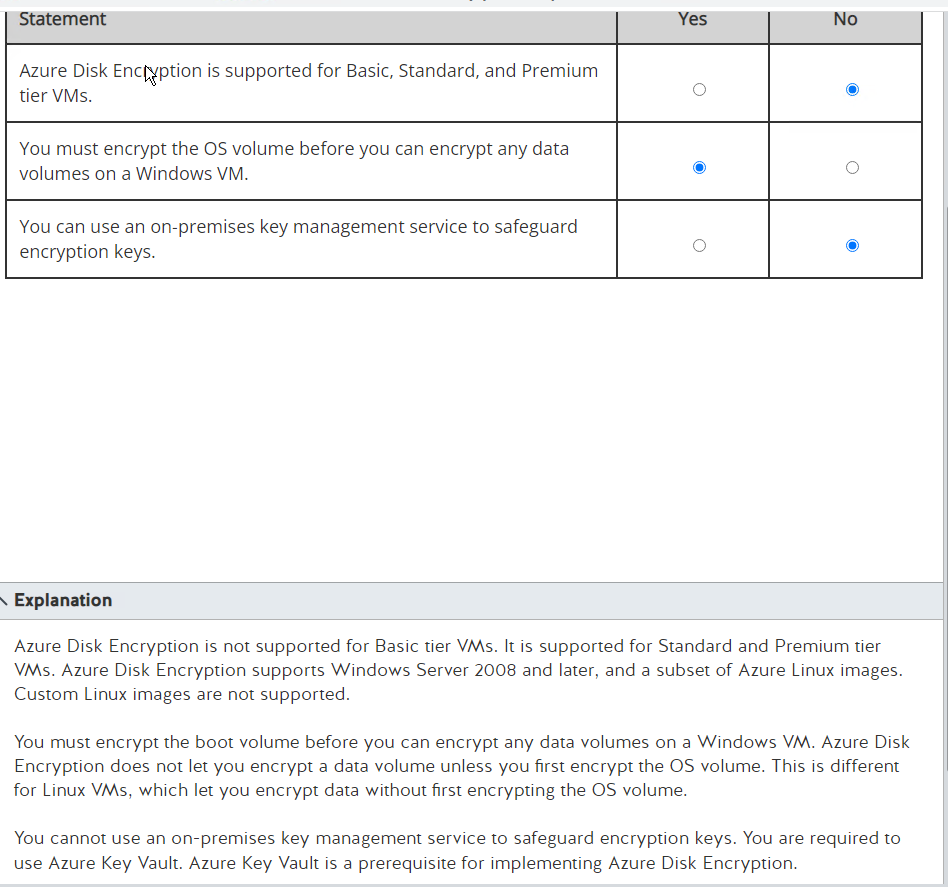 Statement Yes No
Azure Disk Encryption is supported for Basic, Standard, and Premium
tier VMs.
You must encrypt the OS volume before you can encrypt any data
volumes on a Windows VM.
You can use an on-premises key management service to safeguard
encryption keys.
Explanation
Azure Disk Encryption is not supported for Basic tier VMs. It is supported for Standard and Premium tier
VMs. Azure Disk Encryption supports Windows Server 2008 and later, and a subset of Azure Linux images.
Custom Linux images are not supported.
You must encrypt the boot volume before you can encrypt any data volumes on a Windows VM. Azure Disk
Encryption does not let you encrypt a data volume unless you first encrypt the OS volume. This is different
for Linux VMs, which let you encrypt data without first encrypting the OS volume.
You cannot use an on-premises key management service to safeguard encryption keys. You are required to
use Azure Key Vault. Azure Key Vault is a prerequisite for implementing Azure Disk Encryption.